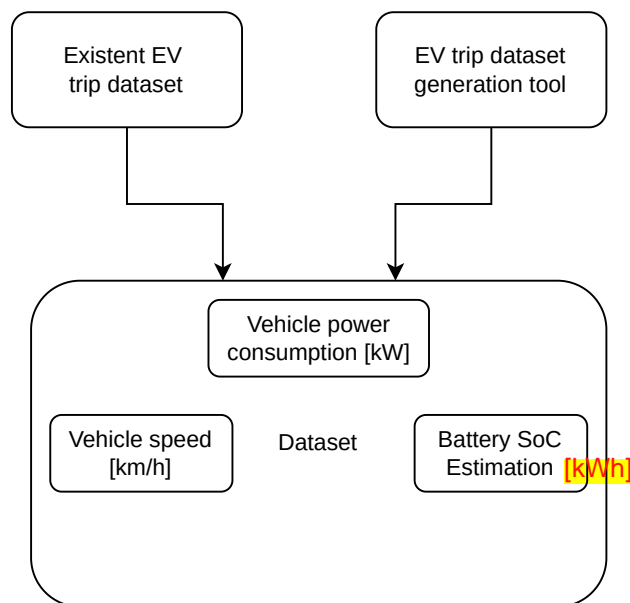 Existent EV
trip dataset
EV trip dataset
generation tool
Vehicle power
consumption [kW]
Vehicle speed
[km/h]
Dataset
Battery SoC
Estimation [kWh]